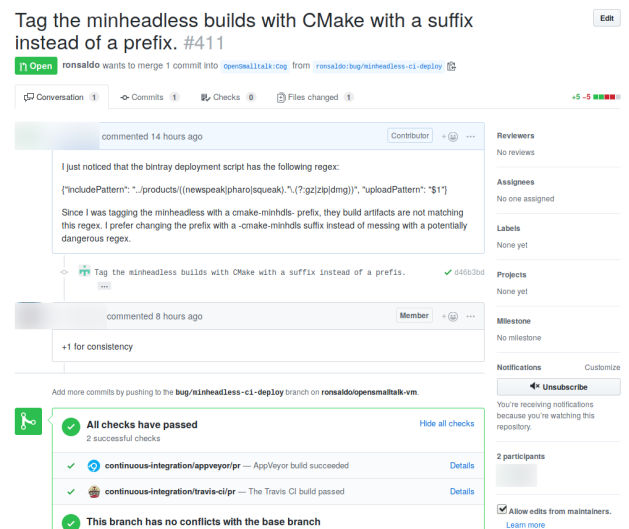 Tag the minheadless builds with CMake with a suffix
instead of a prefix. #411
Edit
Open ronsaldo wants to merge 1 commit into OpenSmalltalk:Cog from ronsaldo:bug/minheadless-ci-deploy
Conversation 1 Commits 1 Checks 0 Files changed 1 +5 −5
commented 14 hours ago Contributor
I just noticed that the bintray deployment script has the following regex:
{"includePattern": "../products/((newspeak|pharo|squeak).*\.(?:gz|zip|dmg))", "uploadPattern": "$1"}
Since I was tagging the minheadless with a cmake-minhdls- prefix, they build artifacts are not matching
this regex. I prefer changing the prefix with a -cmake-minhdls suffix instead of messing with a potentially
dangerous regex.
Tag the minheadless builds with CMake with a suffix instead of a prefis. d46b3bd
commented 8 hours ago Member
+1 for consistency
Add more commits by pushing to the bug/minheadless-ci-deploy branch on ronsaldo/opensmalltalk-vm.
All checks have passed Hide all checks
2 successful checks
continuous-integration/appveyor/pr — AppVeyor build succeeded Details
continuous-integration/travis-ci/pr — The Travis CI build passed Details
This branch has no conflicts with the base branch
Reviewers
No reviews
Assignees
No one assigned
Labels
None yet
Projects
None yet
Milestone
No milestone
Notifications Customize
Unsubscribe
You're receiving notifications
because you're watching this
repository.
2 participants
Allow edits from maintainers.
Learn more